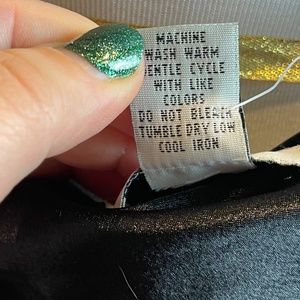 MACHINE
WASH WARM
GENTLE CYCLE
WITH LIKE
COLORS
DO NOT BLEACH
TUMBLE DRY LOW
COOL IRON